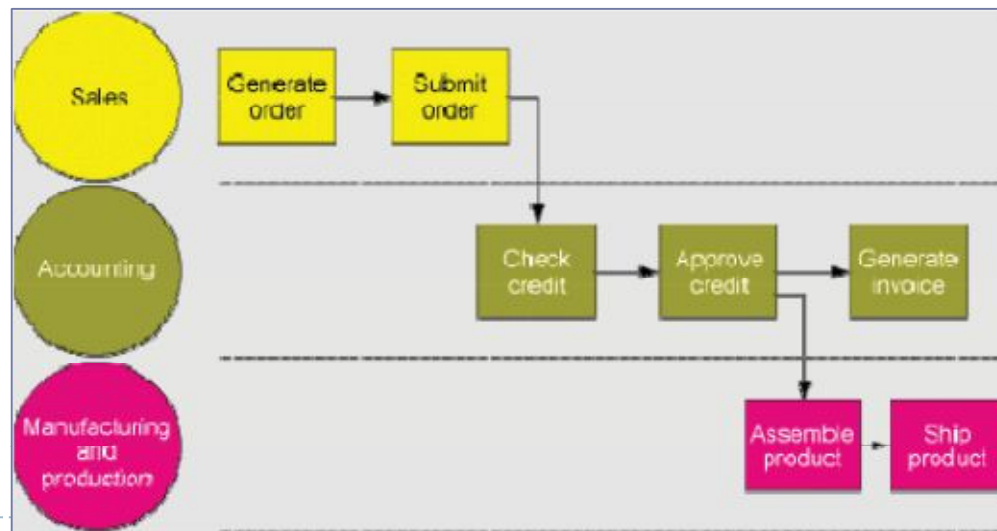 Sales
Generate
order
Submit
order
Accounting
Check
credit
Approve
credit
Generate
invoice
Manufacturing
and
production
Assemble
product
Ship
product